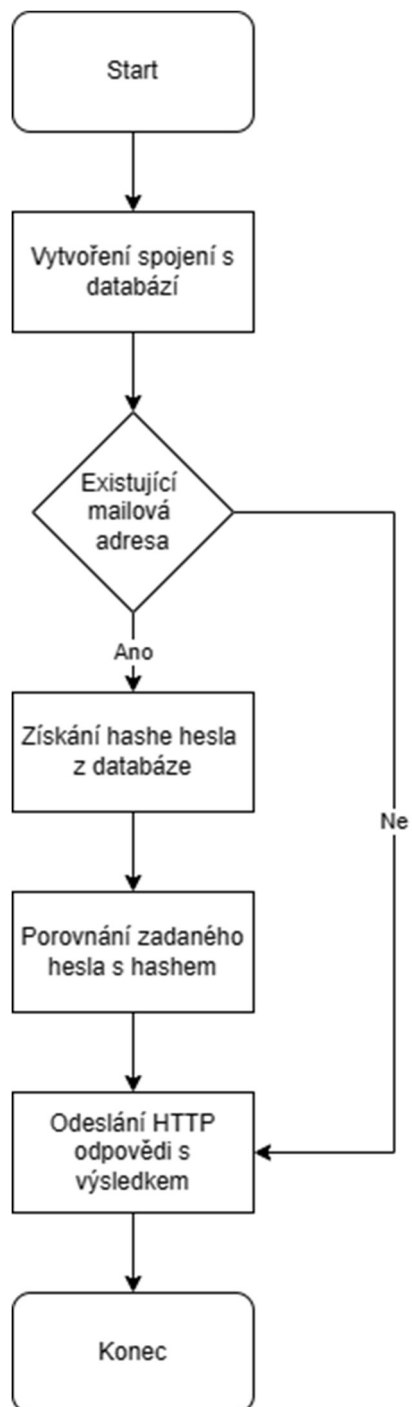 Start
Vytvoření spojení s
databází
Existující
mailová
adresa
Ano
Získání hashe hesla
z databáze
Ne
Porovnání zadaného
hesla s hashem
Odeslání HTTP
odpovědi s
výsledkem
Konec